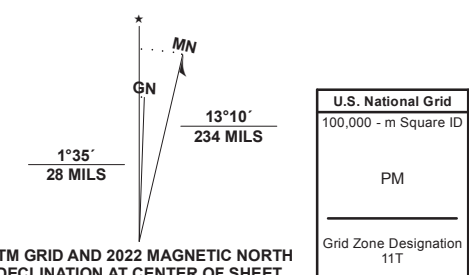 ★
MN
GN
1°35´
28 MILS
13°10´
234 MILS
TM GRID AND 2022 MAGNETIC NORTH
DECLINATION AT CENTER OF SHEET
U.S. National Grid
100,000 - m Square ID
PM
Grid Zone Designation
11T